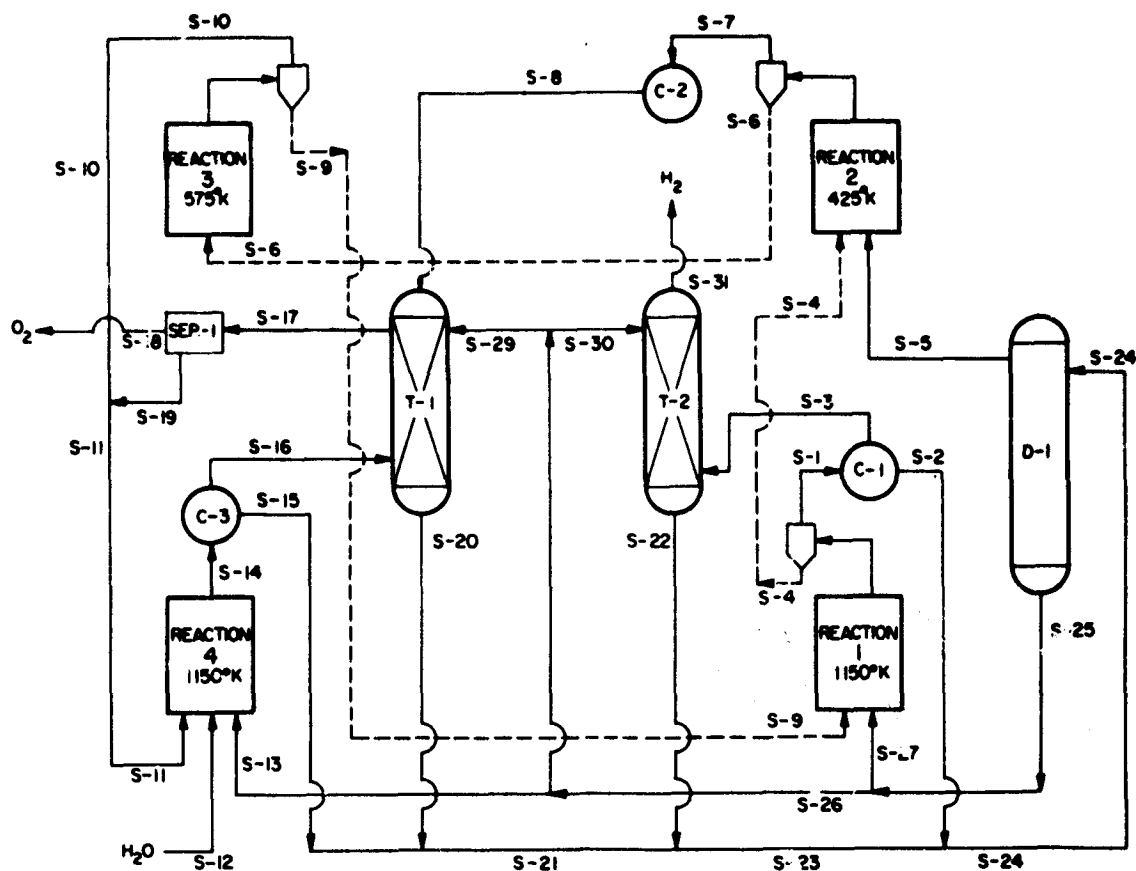 S-10
S-7
S-8
C-2
S-6
S-10
REACTION
3
575°K
S-9
H2
REACTION
2
425°K
S-6
S-31
S-4
O2
S-18
SEP.-1
S-17
S-29
S-30
S-5
S-24
S-19
T-1
T-2
S-3
S-11
S-16
S-1
C-1
S-2
D-1
C-3
S-15
S-20
S-22
S-14
S-4
REACTION
4
1150°K
REACTION
1
1150°K
S-25
S-9
S-11
S-13
S-27
S-26
H2O
S-12
S-21
S-23
S-24